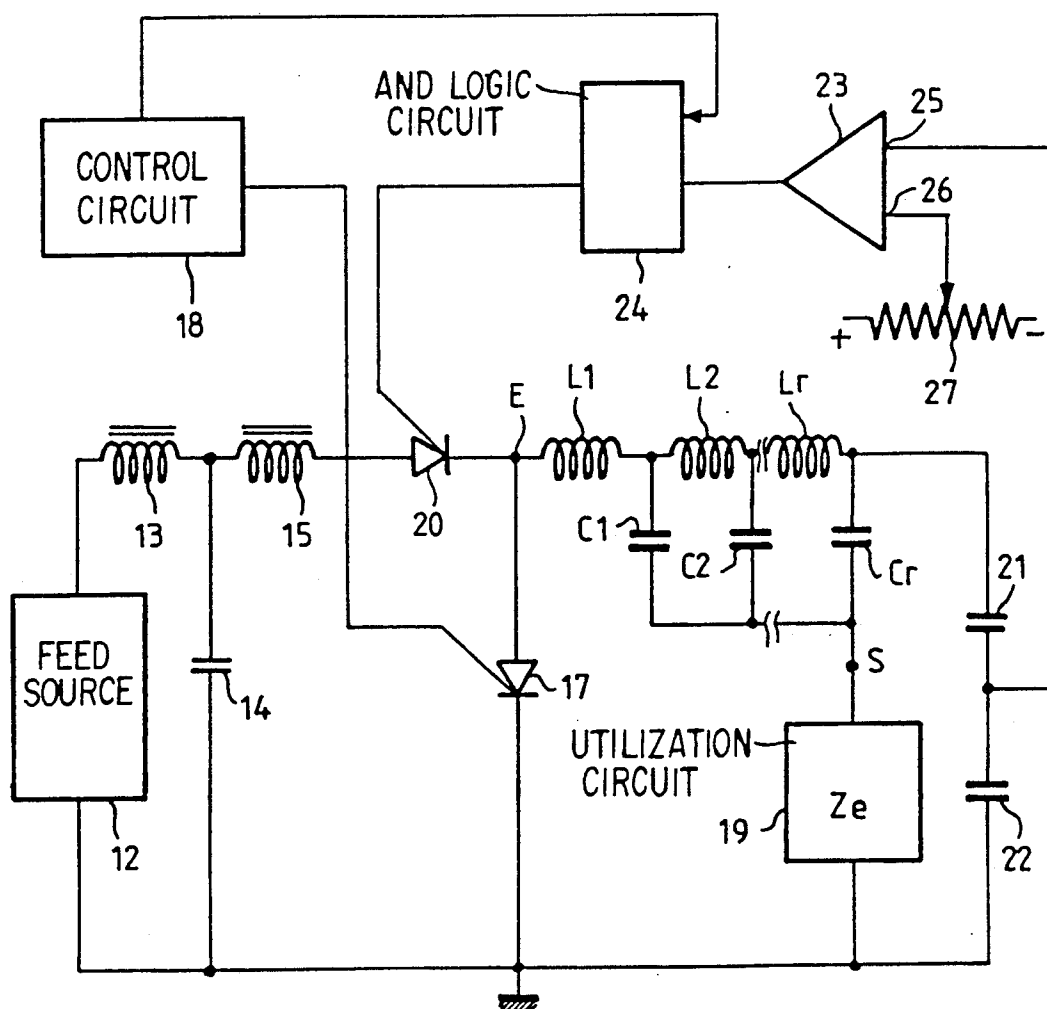 AND LOGIC
CIRCUIT
23
25
CONTROL
CIRCUIT
26
18
24
+
-
27
E
L1
L2
Lr
13
15
20
C1
C2
Cr
21
FEED
SOURCE
14
17
S
UTILIZATION
CIRCUIT
Ze
19
12
22